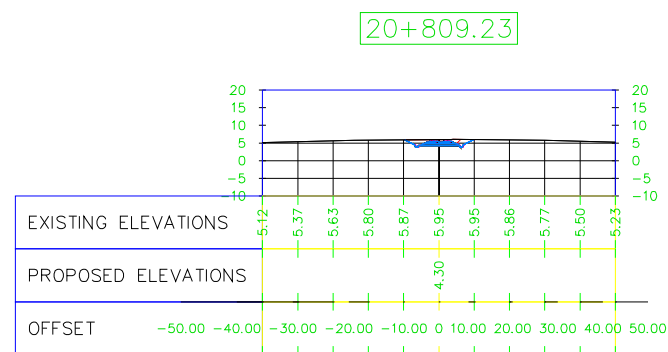 20+809.23
20 20
15 15
10 10
5 5
0 0
-5 -5
-10 -10
EXISTING ELEVATIONS 5.12 5.37 5.63 5.80 5.87 5.95 5.95 5.86 5.77 5.50 5.23
PROPOSED ELEVATIONS 4.30
OFFSET -50.00 -40.00 -30.00 -20.00 -10.00 0 10.00 20.00 30.00 40.00 50.00